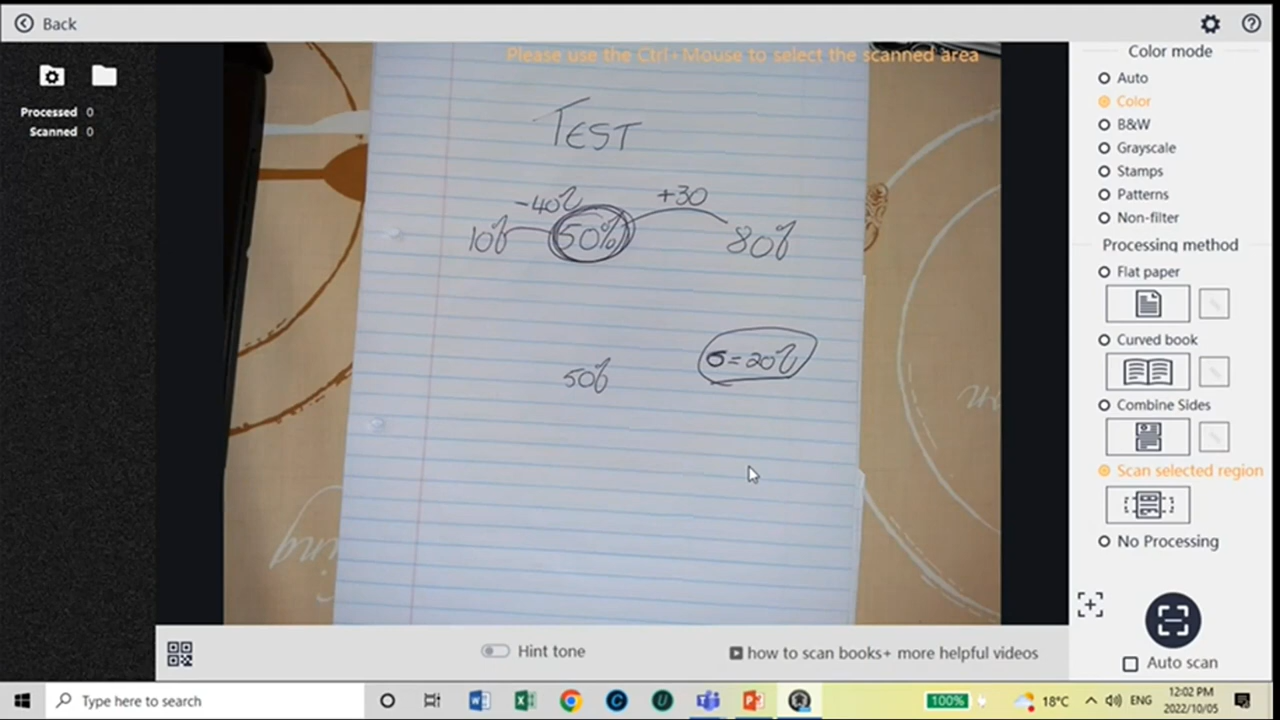 Back
Please use the Ctrl+Mouse to select the scanned area
Processed 0
Scanned 0
TEST
-40% +30
10% 50% 80%
σ = 20%
50%
Color mode
Auto
Color
B&W
Grayscale
Stamps
Patterns
Non-filter
Processing method
Flat paper
Curved book
Combine Sides
Scan selected region
No Processing
Auto scan
Hint tone
how to scan books+ more helpful videos
Type here to search
100%
18°C
ENG
12:02 PM
2022/10/05